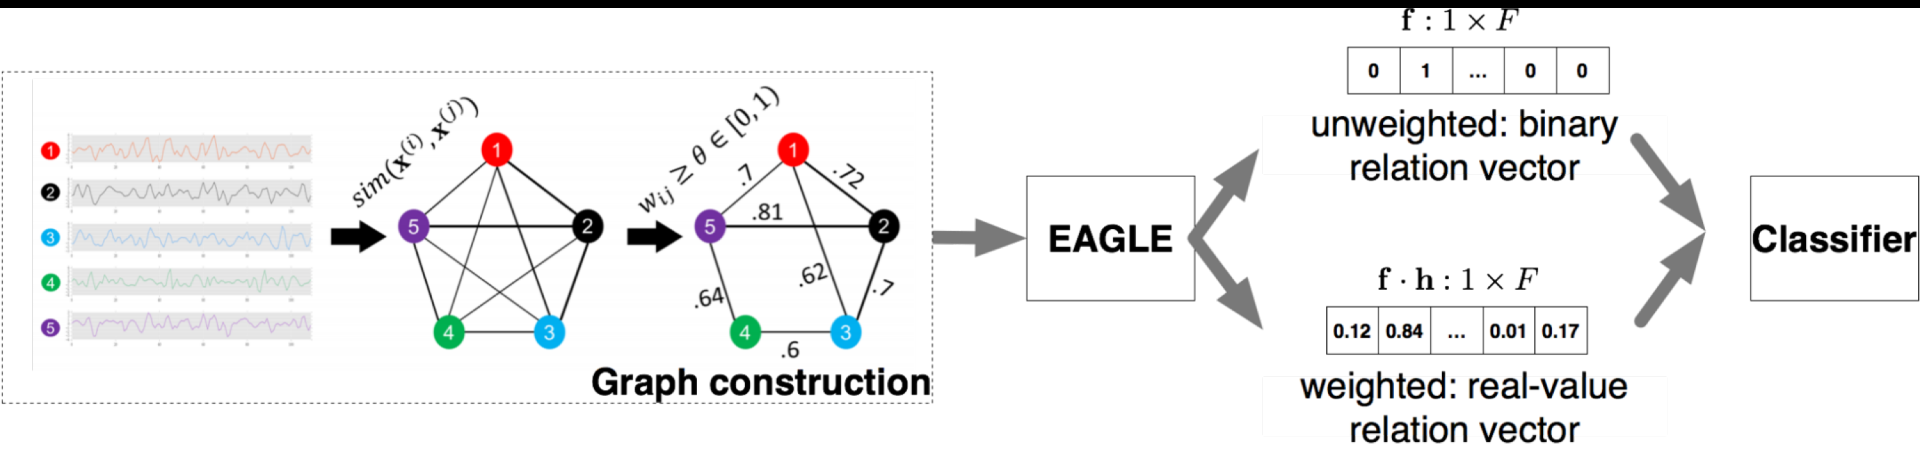 1
2
3
4
5
sim(x^(i), x^(j))
1
5
2
4
3
w_ij ≥ θ ∈ [0, 1)
1
.7
.72
5
.81
2
.62
.64
.7
4
3
.6
Graph construction
EAGLE
f : 1 × F
0 1 ... 0 0
unweighted: binary
relation vector
f · h : 1 × F
0.12 0.84 ... 0.01 0.17
weighted: real-value
relation vector
Classifier